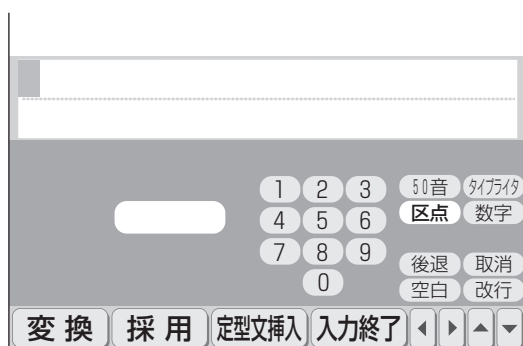 1 2 3 50音 タイプライタ
4 5 6 区点 数字
7 8 9 後退 取消
0 空白 改行
変換 採用 定型文挿入 入力終了